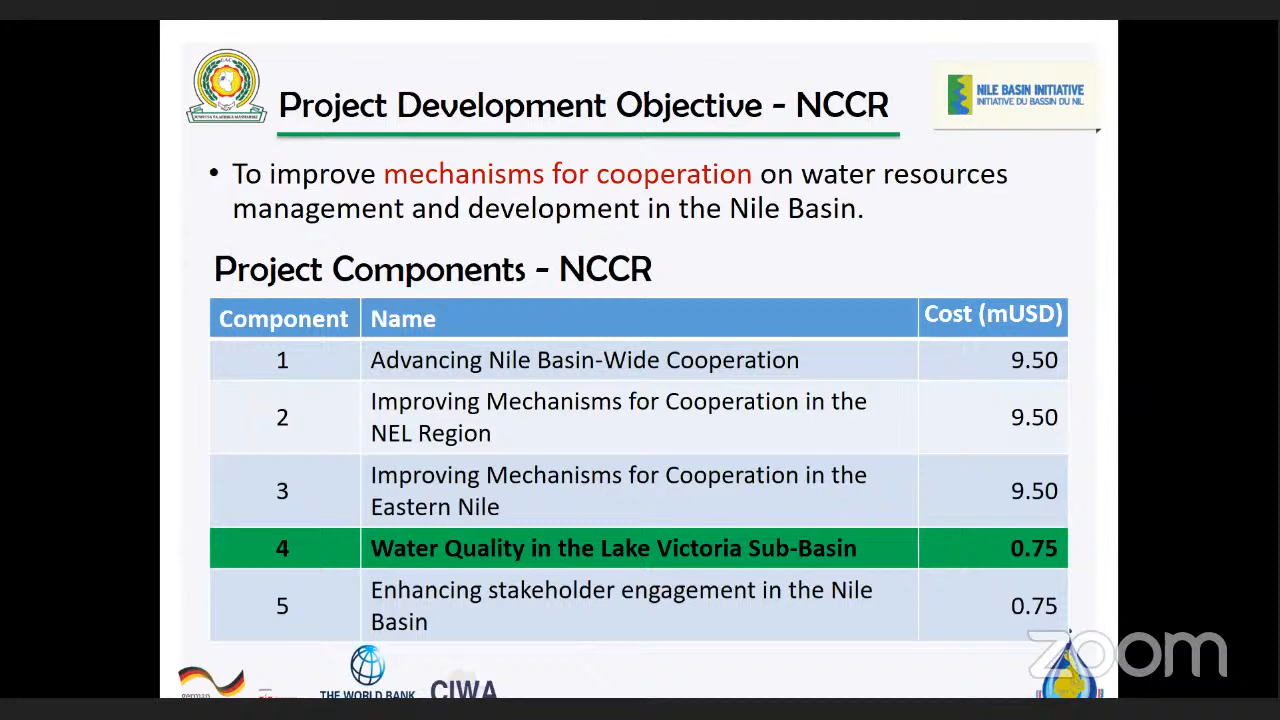 Project Development Objective - NCCR
NILE BASIN INITIATIVE
INITIATIVE DU BASSIN DU NIL
• To improve mechanisms for cooperation on water resources
management and development in the Nile Basin.
Project Components - NCCR
Component Name Cost (mUSD)
1 Advancing Nile Basin-Wide Cooperation 9.50
2 Improving Mechanisms for Cooperation in the
NEL Region 9.50
3 Improving Mechanisms for Cooperation in the
Eastern Nile 9.50
4 Water Quality in the Lake Victoria Sub-Basin 0.75
5 Enhancing stakeholder engagement in the Nile
Basin 0.75
zoom
german
THE WORLD BANK
CIWA